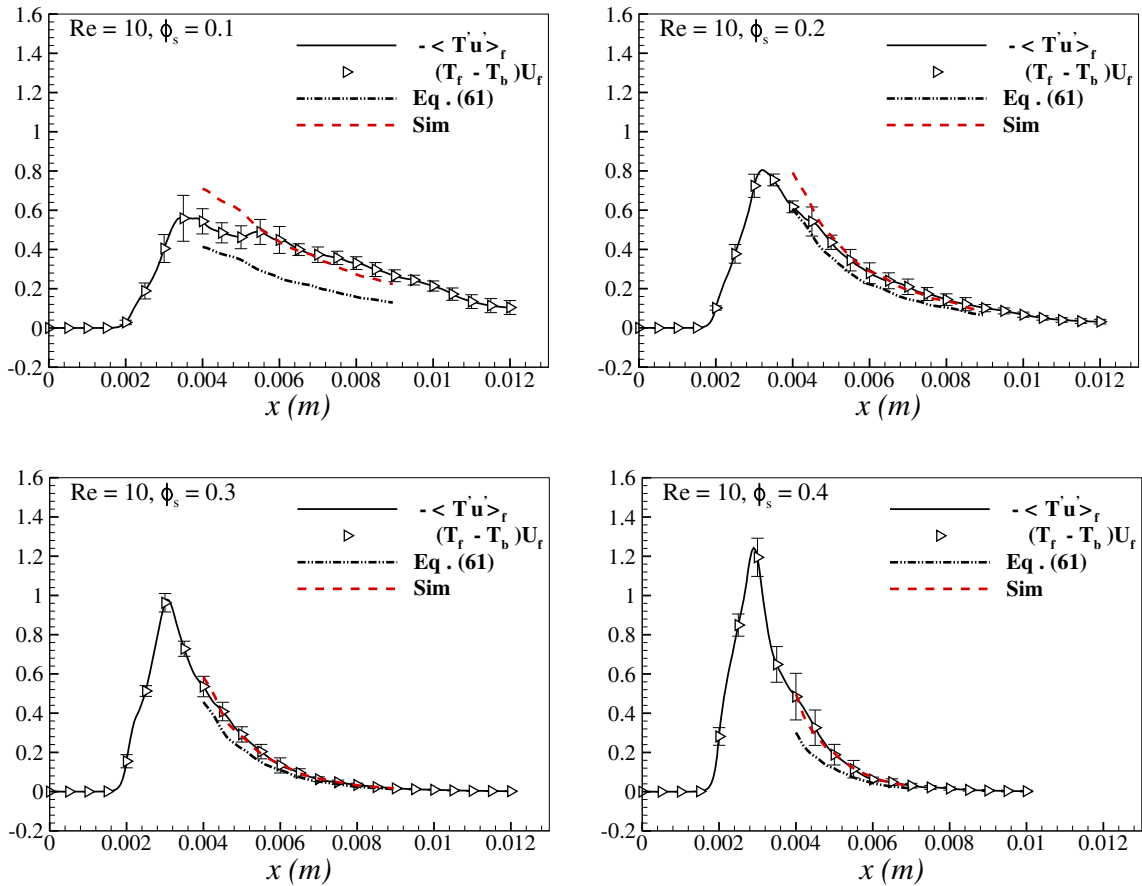 Re = 10, ϕs = 0.1
- < T'u' >f
(Tf - Tb )Uf
Eq . (61)
Sim
1.6
1.4
1.2
1
0.8
0.6
0.4
0.2
0
-0.2
0 0.002 0.004 0.006 0.008 0.01 0.012
x (m)
Re = 10, ϕs = 0.2
- < T'u' >f
(Tf - Tb )Uf
Eq . (61)
Sim
1.6
1.4
1.2
1
0.8
0.6
0.4
0.2
0
-0.2
0 0.002 0.004 0.006 0.008 0.01 0.012
x (m)
Re = 10, ϕs = 0.3
- < T'u' >f
(Tf - Tb )Uf
Eq . (61)
Sim
1.6
1.4
1.2
1
0.8
0.6
0.4
0.2
0
-0.2
0 0.002 0.004 0.006 0.008 0.01 0.012
x (m)
Re = 10, ϕs = 0.4
- < T'u' >f
(Tf - Tb )Uf
Eq . (61)
Sim
1.6
1.4
1.2
1
0.8
0.6
0.4
0.2
0
-0.2
0 0.002 0.004 0.006 0.008 0.01 0.012
x (m)